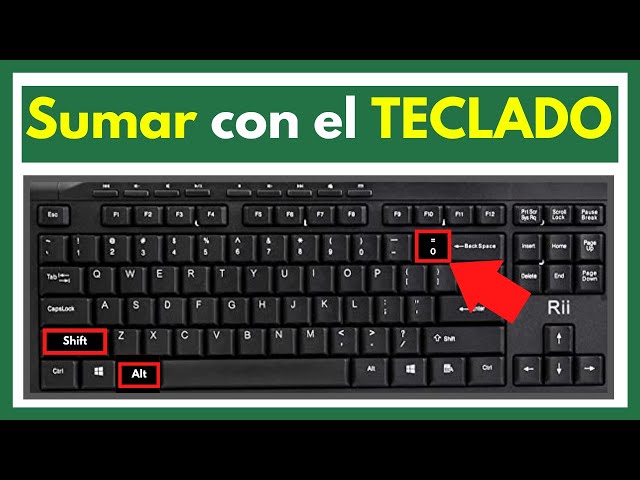 Sumar con el TECLADO
Esc F1 F2 F3 F4 F5 F6 F7 F8 F9 F10 F11 F12 Prt Scr Sys Rq Scroll Lock Pause Break
! 1 2 3 4 5 6 7 8 9 = 0 BackSpace Insert Home Page UP
Tab Q W E R T Y U I O P Delete End Page Down
CapsLock A S D F G H J K L Enter Rii
Shift Z X C V B N M < , > . ? / Shift
Ctrl Alt Alt Ctrl